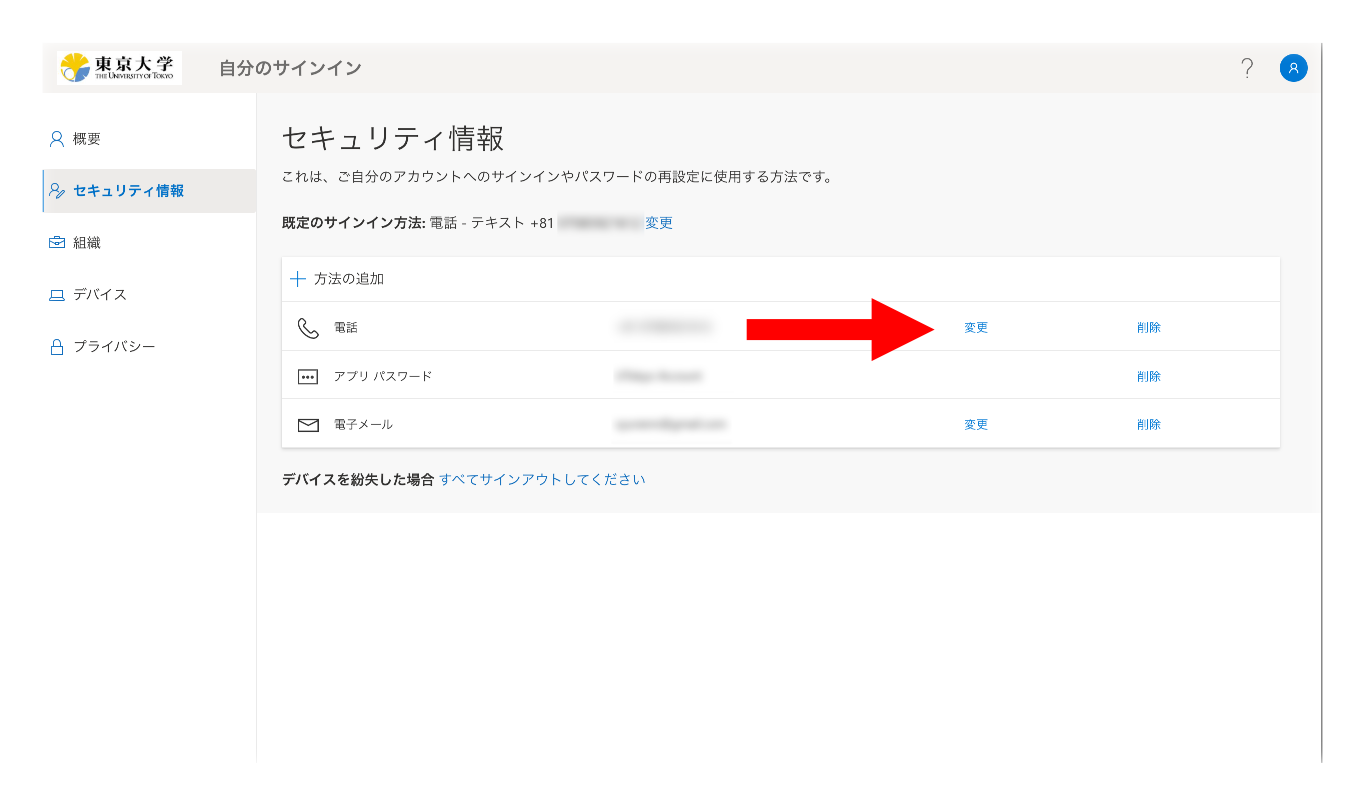 東京大学
THE UNIVERSITY OF TOKYO
自分のサインイン
?
概要
セキュリティ情報
組織
デバイス
プライバシー
セキュリティ情報
これは、ご自分のアカウントへのサインインやパスワードの再設定に使用する方法です。
既定のサインイン方法: 電話 - テキスト +81 変更
方法の追加
電話 変更 削除
アプリ パスワード 削除
電子メール 変更 削除
デバイスを紛失した場合 すべてサインアウトしてください